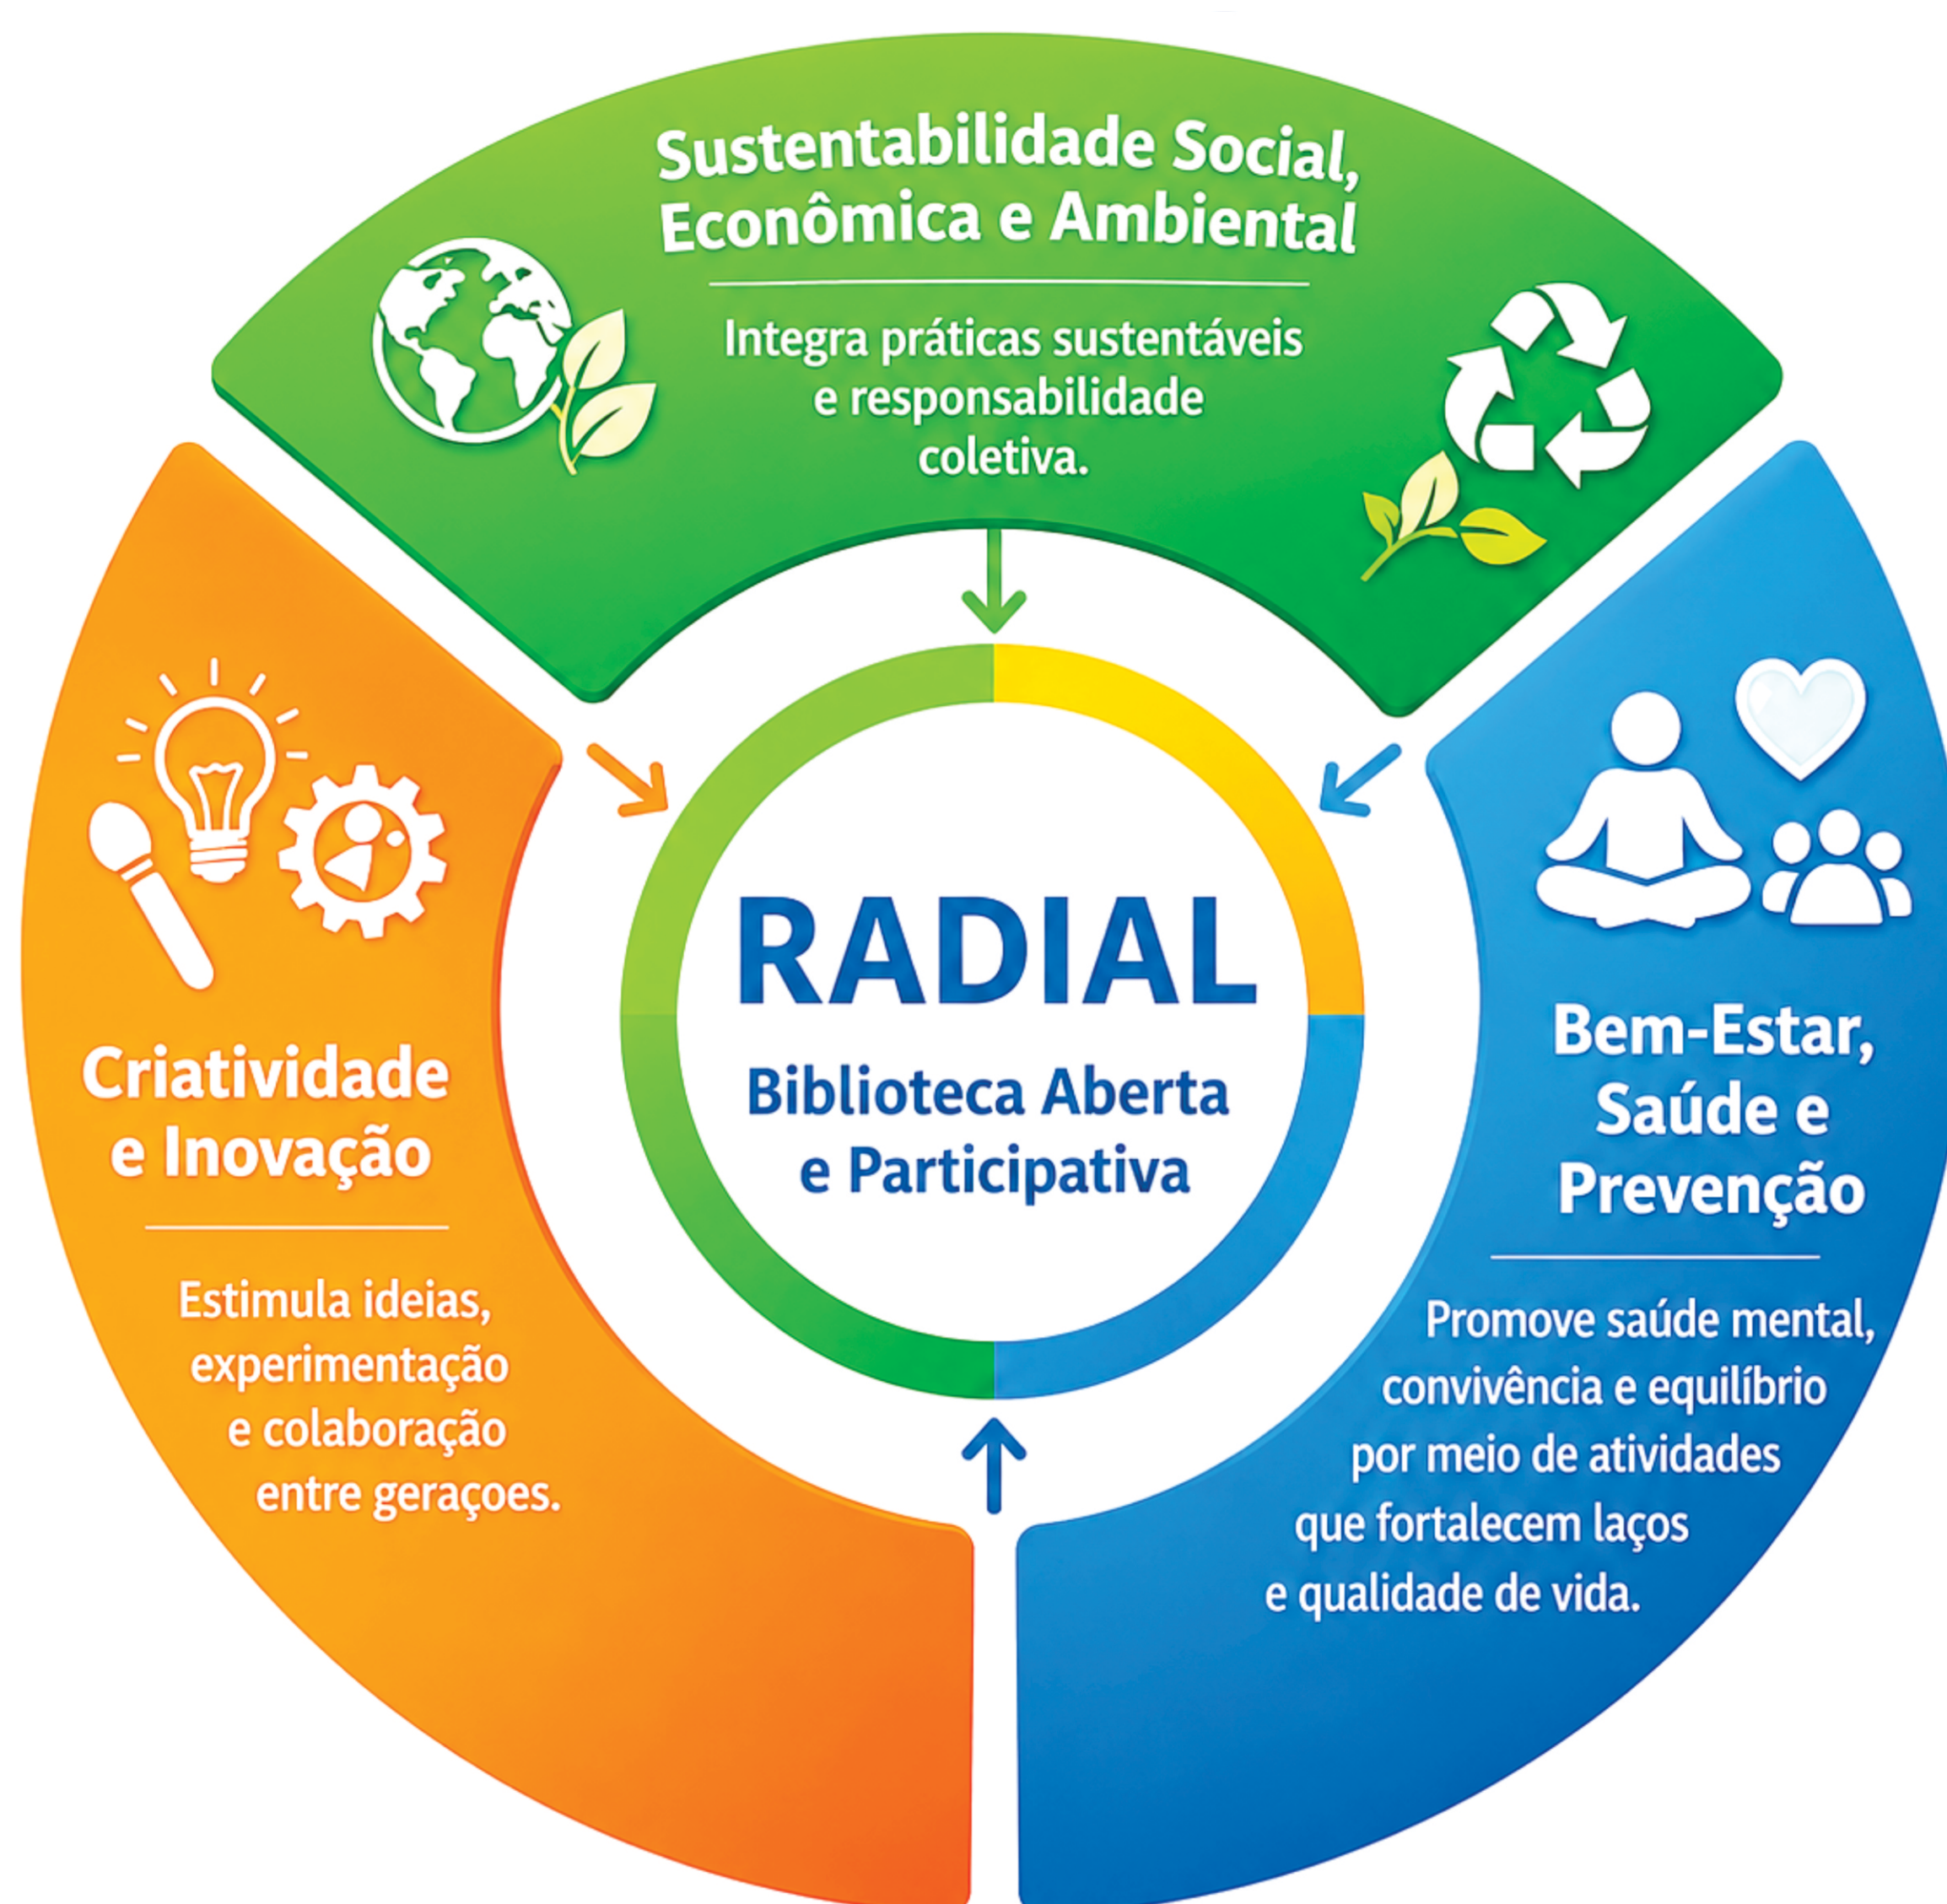 Sustentabilidade Social,
Econômica e Ambiental
Integra práticas sustentáveis
e responsabilidade
coletiva.
Criatividade
e Inovação
Estimula ideias,
experimentação
e colaboração
entre geraçoes.
RADIAL
Biblioteca Aberta
e Participativa
Bem-Estar,
Saúde e
Prevenção
Promove saúde mental,
convivência e equilíbrio
por meio de atividades
que fortalecem laços
e qualidade de vida.